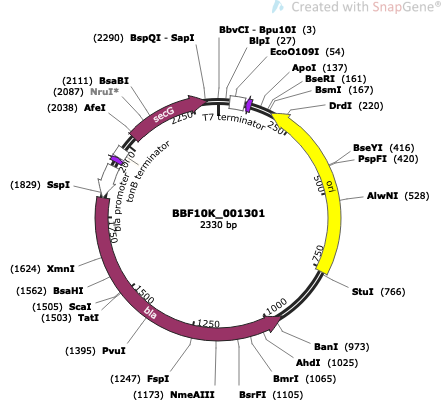 Created with SnapGene®
(2290) BspQI - SapI
BbvCI - Bpu10I (3)
BlpI (27)
EcoO109I (54)
ApoI (137)
BseRI (161)
BsmI (167)
DrdI (220)
(2111) BsaBI
(2087) NruI*
(2038) AfeI
secG
2250
T7 terminator
250
BseYI (416)
PspFI (420)
500
ori
AlwNI (528)
2000
tonB terminator
bla promoter
(1829) SspI
1750
BBF10K_001301
2330 bp
750
StuI (766)
(1624) XmnI
(1562) BsaHI
(1505) ScaI
(1503) TatI
1500
bla
1250
1000
(1395) PvuI
BanI (973)
AhdI (1025)
(1247) FspI
BmrI (1065)
(1173) NmeAIII
BsrFI (1105)